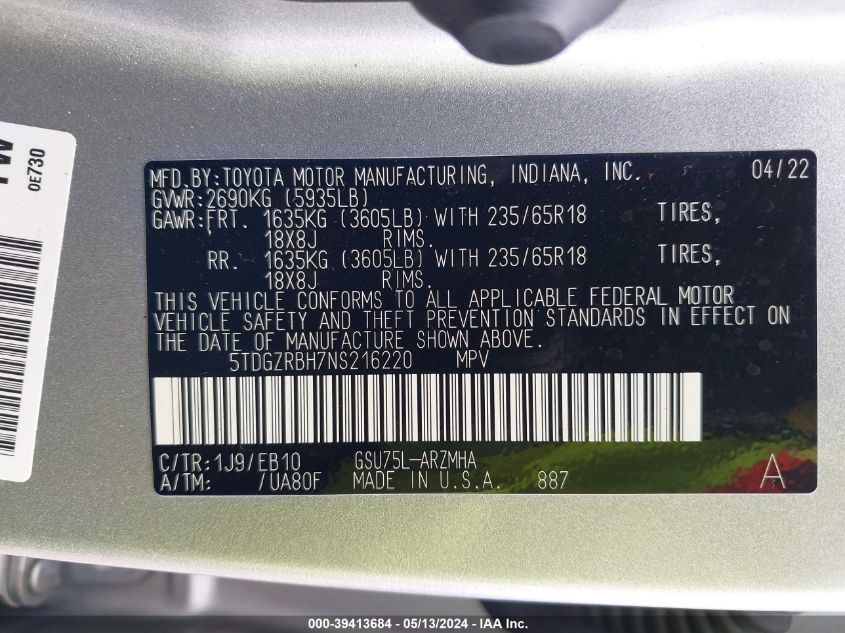 MFD.BY:TOYOTA MOTOR MANUFACTURING, INDIANA, INC. 04/22
GVWR:2690KG (5935LB)
GAWR:FRT. 1635KG (3605LB) WITH 235/65R18 TIRES,
18X8J RIMS.
RR. 1635KG (3605LB) WITH 235/65R18 TIRES,
18X8J RIMS.
THIS VEHICLE CONFORMS TO ALL APPLICABLE FEDERAL MOTOR
VEHICLE SAFETY AND THEFT PREVENTION STANDARDS IN EFFECT ON
THE DATE OF MANUFACTURE SHOWN ABOVE.
5TDGZRBH7NS216220 MPV
C/TR:1J9/EB10 GSU75L-ARZMHA
A/TM: /UA80F MADE IN U.S.A. 887 A
0E730
000-39413684 - 05/13/2024 - IAA Inc.